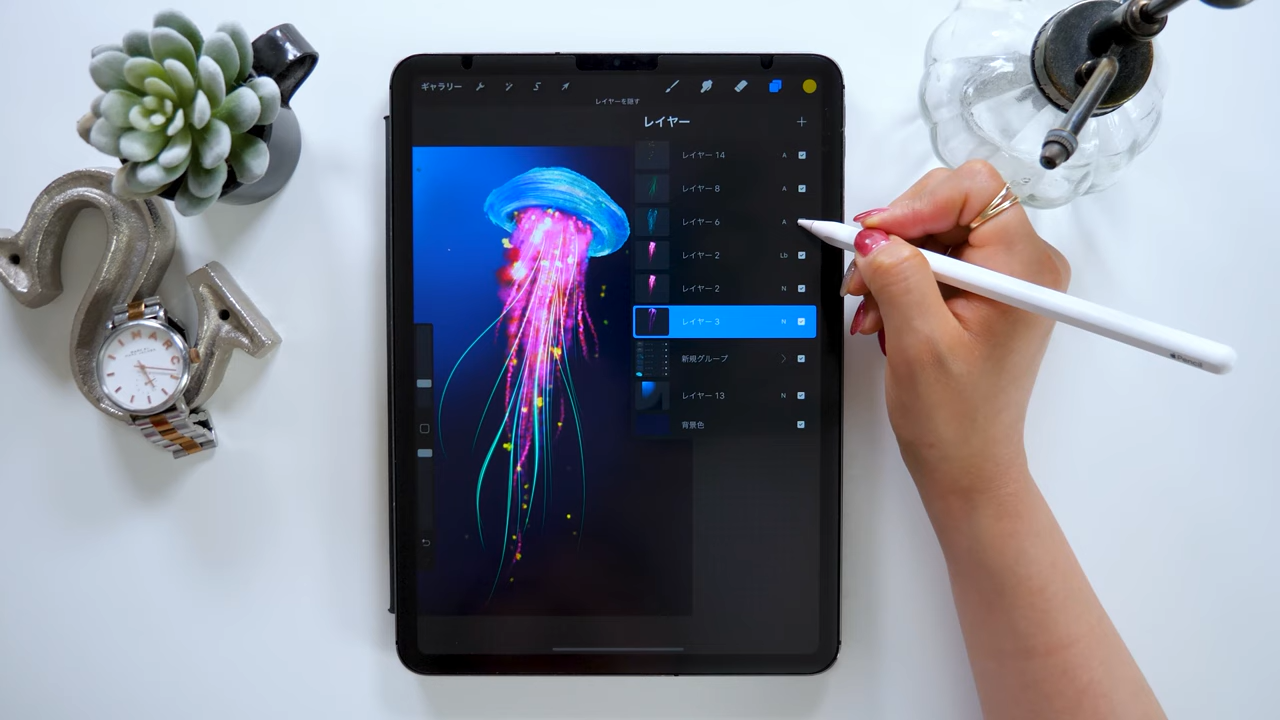 ギャラリー
レイヤーを隠す
レイヤー
レイヤー 14 A
レイヤー 8 A
レイヤー 6 A
レイヤー 2 Lb
レイヤー 2 N
レイヤー 3 N
新規グループ
レイヤー 13 N
背景色
MARC
Pencil